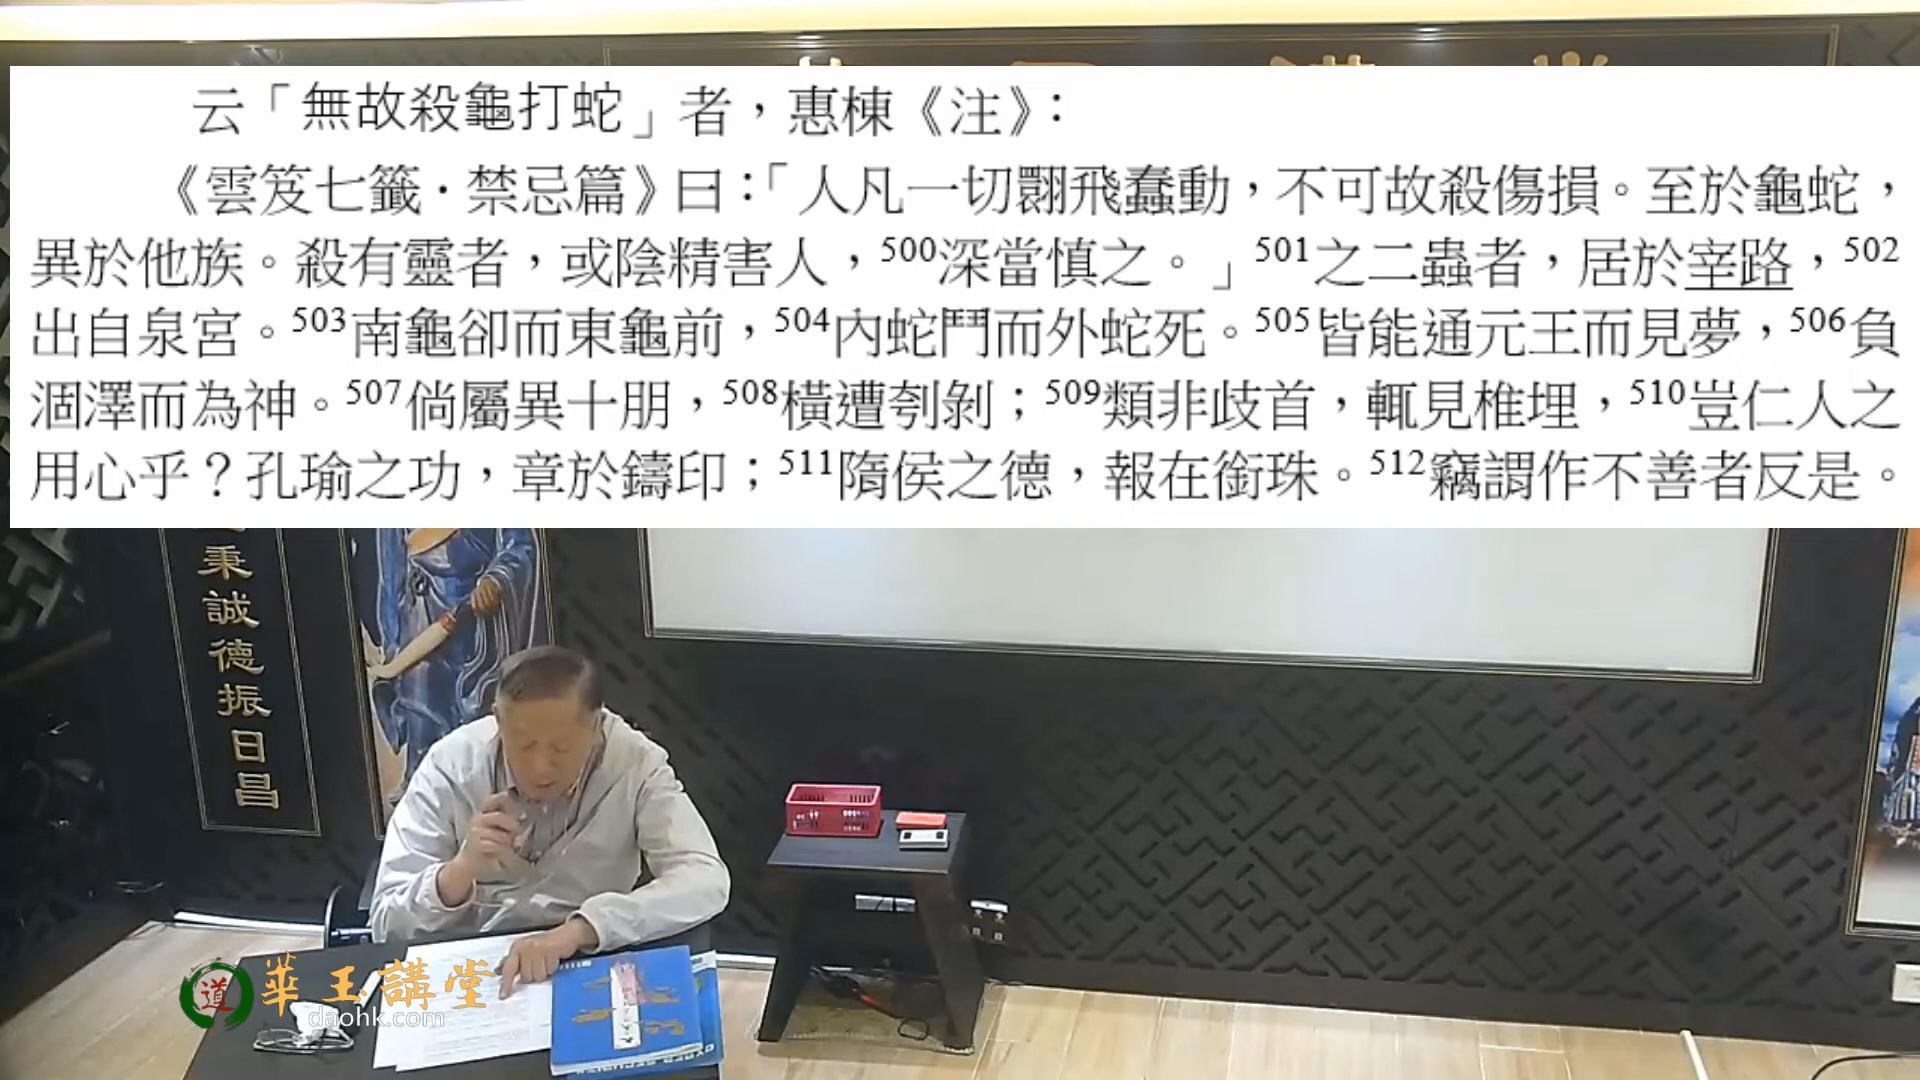 云「無故殺龜打蛇」者，惠棟《注》：
《雲笈七籤·禁忌篇》曰：「人凡一切翾飛蠢動，不可故殺傷損。至於龜蛇，
異於他族。殺有靈者，或陰精害人，500深當慎之。」501之二蟲者，居於宰路，502
出自泉宮。503南龜卻而東龜前，504內蛇鬥而外蛇死。505皆能通元王而見夢，506負
涸澤而為神。507倘屬異十朋，508橫遭刳剝；509類非歧首，輒見椎埋，510豈仁人之
用心乎？孔瑜之功，章於鑄印；511隋侯之德，報在銜珠。512竊謂作不善者反是。
秉誠德振日昌
道
華玉講堂
daohk.com